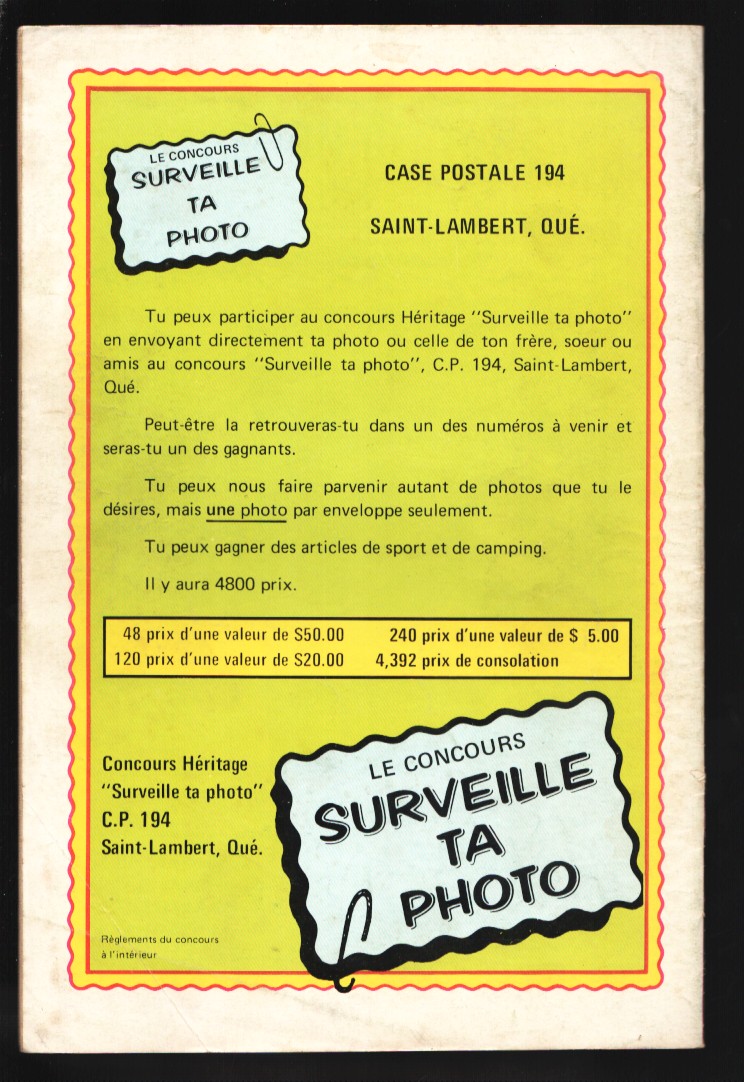 LE CONCOURS
SURVEILLE
TA
PHOTO
CASE POSTALE 194
SAINT-LAMBERT, QUÉ.
Tu peux participer au concours Héritage "Surveille ta photo"
en envoyant directement ta photo ou celle de ton frère, soeur ou
amis au concours "Surveille ta photo", C.P. 194, Saint-Lambert,
Qué.
Peut-être la retrouveras-tu dans un des numéros à venir et
seras-tu un des gagnants.
Tu peux nous faire parvenir autant de photos que tu le
désires, mais une photo par enveloppe seulement.
Tu peux gagner des articles de sport et de camping.
Il y aura 4800 prix.
48 prix d'une valeur de $50.00 240 prix d'une valeur de $ 5.00
120 prix d'une valeur de $20.00 4,392 prix de consolation
Concours Héritage
"Surveille ta photo"
C.P. 194
Saint-Lambert, Qué.
LE CONCOURS
SURVEILLE
TA
PHOTO
Règlements du concours
à l'intérieur